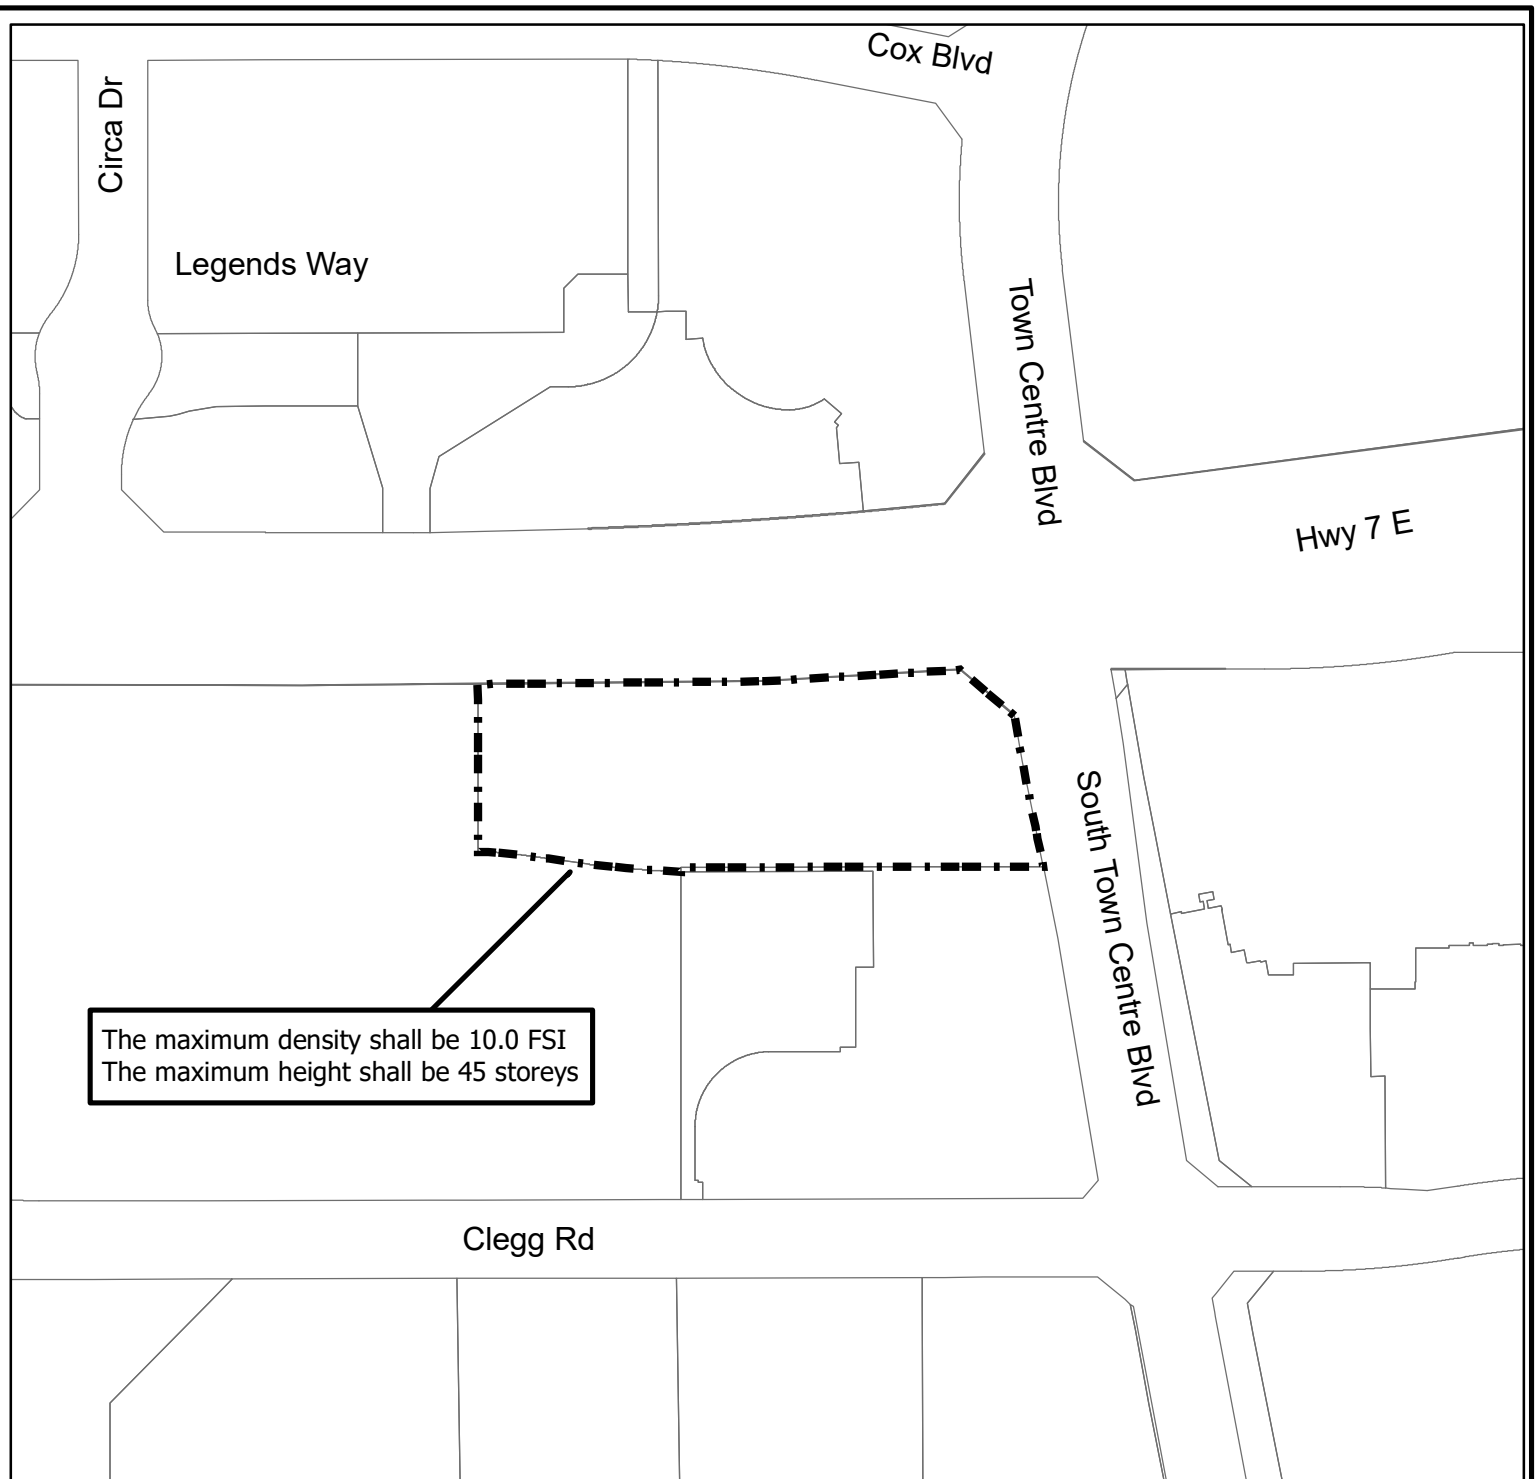 Cox Blvd
Circa Dr
Legends Way
Town Centre Blvd
Hwy 7 E
South Town Centre Blvd
The maximum density shall be 10.0 FSI
The maximum height shall be 45 storeys
Clegg Rd